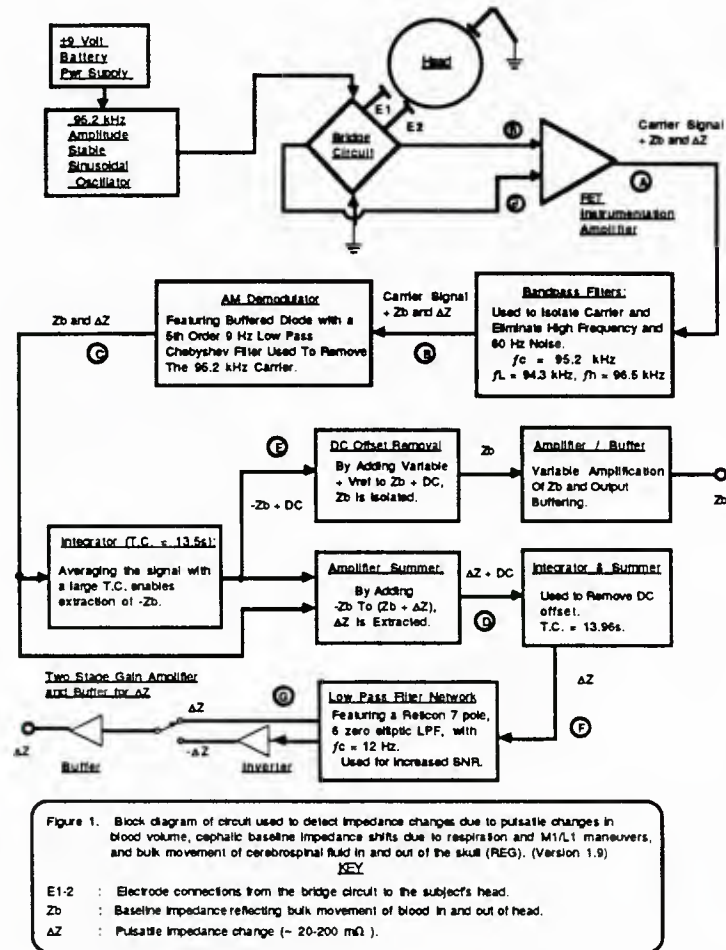 ±9 Volt
Battery
Pwr Supply
95.2 kHz
Amplitude
Stable
Sinusoidal
Oscillator
Head
E1
E2
Bridge
Circuit
FET
Instrumentation
Amplifier
Carrier Signal
+ Zb and ΔZ
A
Bandpass Filters:
Used to Isolate Carrier and
Eliminate High Frequency and
60 Hz Noise.
fc = 95.2 kHz
fL = 94.3 kHz, fh = 96.5 kHz
Carrier Signal
+ Zb and ΔZ
B
AM Demodulator
Featuring Buffered Diode with a
5th Order 9 Hz Low Pass
Chebyshev Filter Used To Remove
The 95.2 kHz Carrier.
Zb and ΔZ
C
E
-Zb + DC
DC Offset Removal
By Adding Variable
+ Vref to Zb + DC,
Zb is Isolated.
Zb
Amplifier / Buffer
Variable Amplification
Of Zb and Output
Buffering.
Zb
Integrator (T.C. = 13.5s):
Averaging the signal with
a large T.C. enables
extraction of -Zb.
Amplifier Summer
By Adding
-Zb To (Zb + ΔZ),
ΔZ is Extracted.
ΔZ + DC
D
Integrator & Summer
Used to Remove DC
offset.
T.C. = 13.96s.
ΔZ
F
Low Pass Filter Network
Featuring a Reticon 7 pole,
6 zero elliptic LPF, with
fc = 12 Hz.
Used for Increased SNR.
G
Two Stage Gain Amplifier
and Buffer for ΔZ
ΔZ
-ΔZ
ΔZ
Buffer
Inverter
Figure 1. Block diagram of circuit used to detect impedance changes due to pulsatile changes in
blood volume, cephalic baseline impedance shifts due to respiration and M1/L1 maneuvers,
and bulk movement of cerebrospinal fluid in and out of the skull (REG). (Version 1.9)
KEY
E1-2 : Electrode connections from the bridge circuit to the subject's head.
Zb : Baseline impedance reflecting bulk movement of blood in and out of head.
ΔZ : Pulsatile impedance change (~ 20-200 mΩ ).